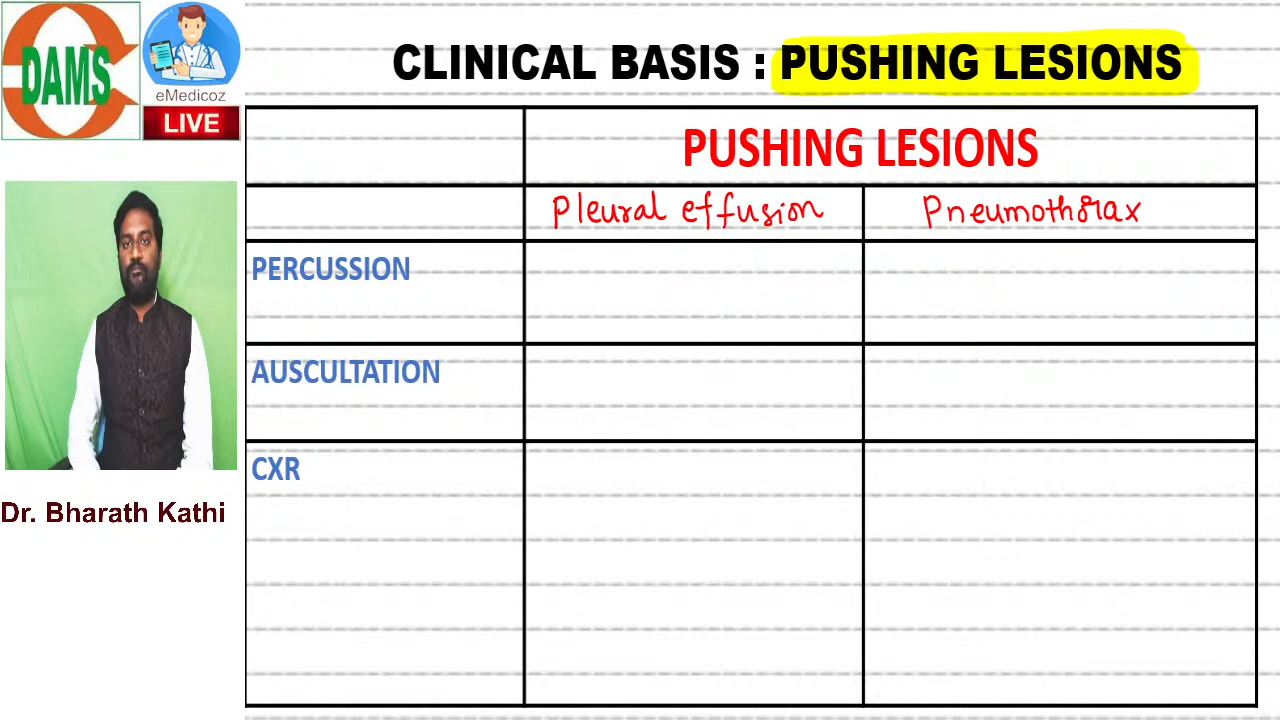 DAMS
eMedicoz
LIVE
CLINICAL BASIS : PUSHING LESIONS
PUSHING LESIONS
Pleural effusion Pneumothorax
PERCUSSION
AUSCULTATION
CXR
Dr. Bharath Kathi